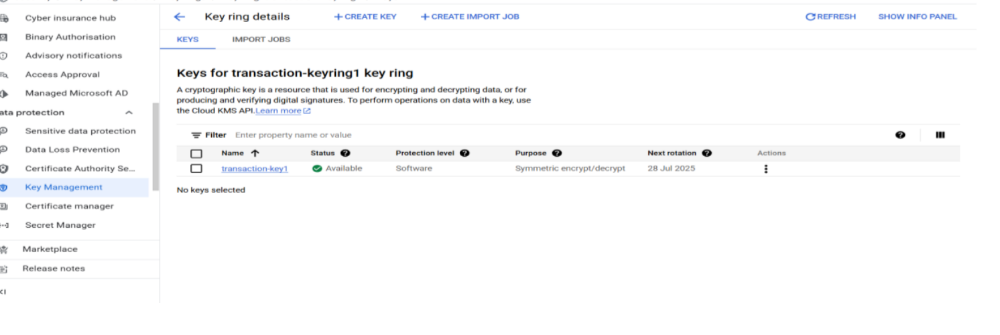 Cyber insurance hub
Binary Authorisation
Advisory notifications
Access Approval
Managed Microsoft AD
ata protection
Sensitive data protection
Data Loss Prevention
Certificate Authority Se...
Key Management
Certificate manager
Secret Manager
Marketplace
Release notes
Key ring details + CREATE KEY + CREATE IMPORT JOB REFRESH SHOW INFO PANEL
KEYS IMPORT JOBS
Keys for transaction-keyring1 key ring
A cryptographic key is a resource that is used for encrypting and decrypting data, or for
producing and verifying digital signatures. To perform operations on data with a key, use
the Cloud KMS API.Learn more
Filter Enter property name or value
Name Status Protection level Purpose Next rotation Actions
transaction-key1 Available Software Symmetric encrypt/decrypt 28 Jul 2025
No keys selected